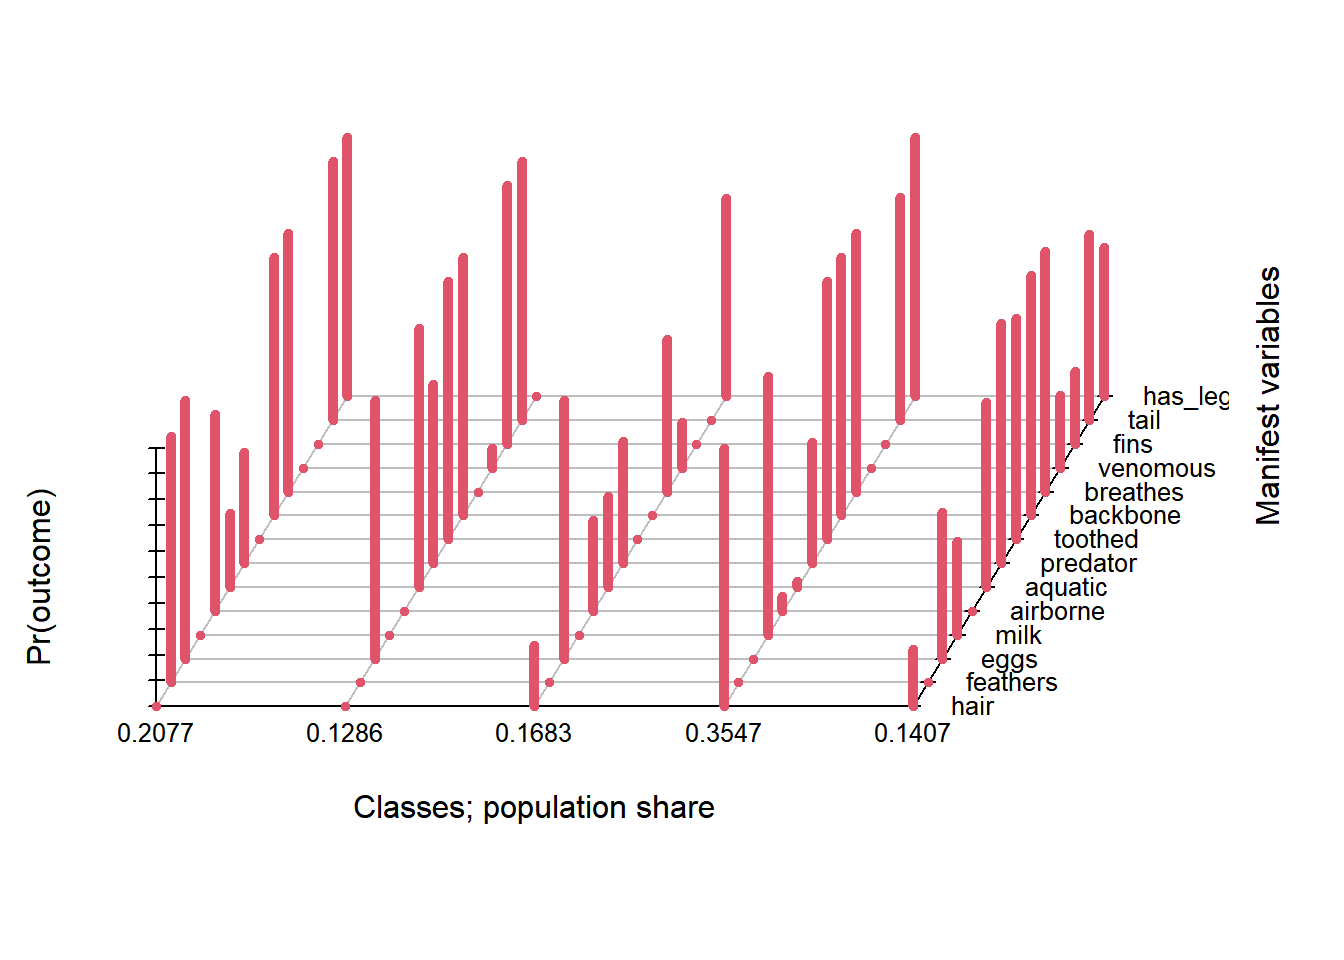 has_leg
tail
fins
venomous
breathes
backbone
toothed
predator
aquatic
airborne
milk
eggs
feathers
hair
Manifest variables
Pr(outcome)
0.2077 0.1286 0.1683 0.3547 0.1407
Classes; population share